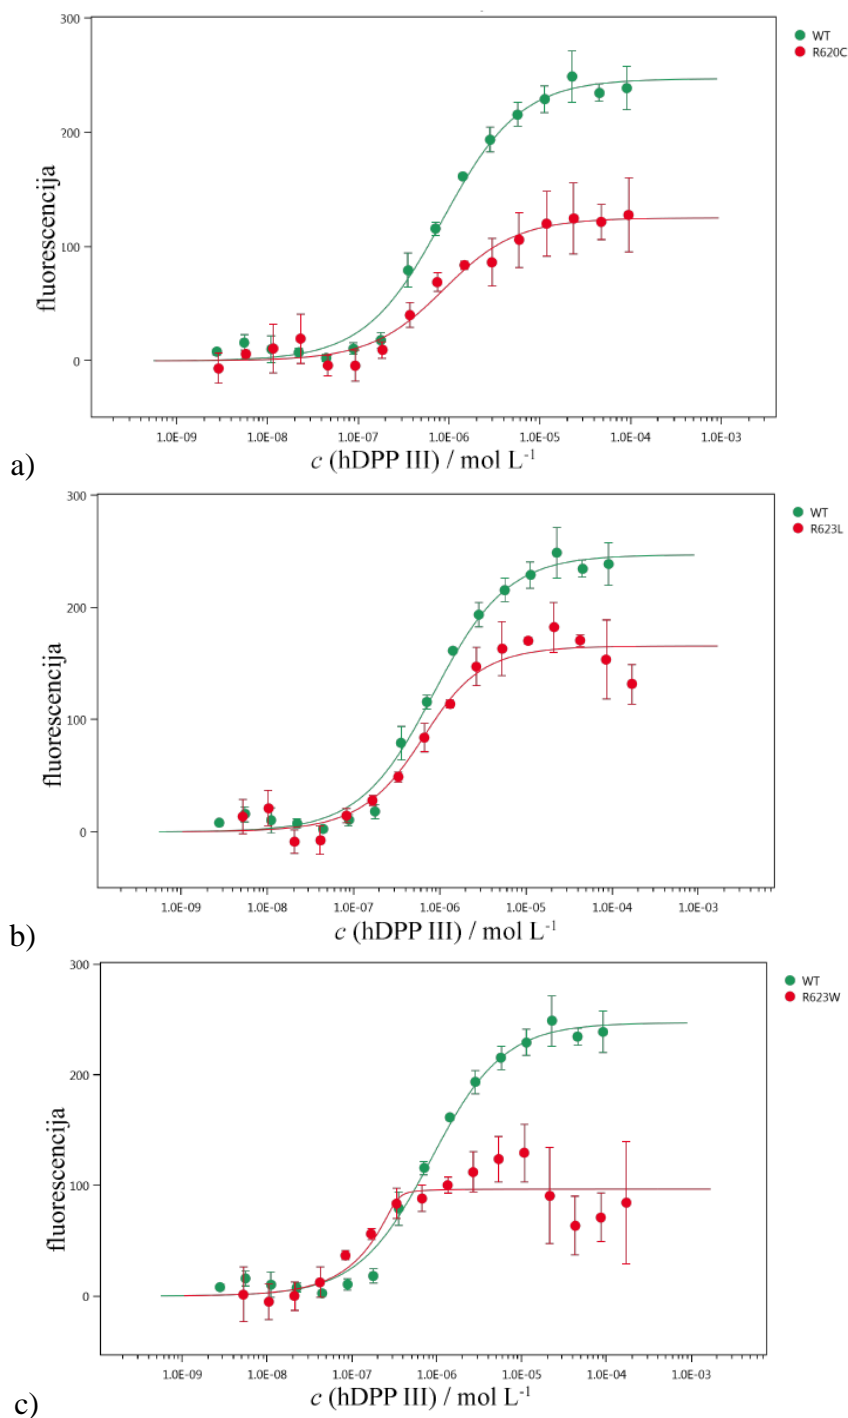 300
200
100
0
fluorescencija
WT
R620C
1.0E-09 1.0E-08 1.0E-07 1.0E-06 1.0E-05 1.0E-04 1.0E-03
c (hDPP III) / mol L⁻¹
a)
300
200
100
0
fluorescencija
WT
R623L
1.0E-09 1.0E-08 1.0E-07 1.0E-06 1.0E-05 1.0E-04 1.0E-03
c (hDPP III) / mol L⁻¹
b)
300
200
100
0
fluorescencija
WT
R623W
1.0E-09 1.0E-08 1.0E-07 1.0E-06 1.0E-05 1.0E-04 1.0E-03
c (hDPP III) / mol L⁻¹
c)